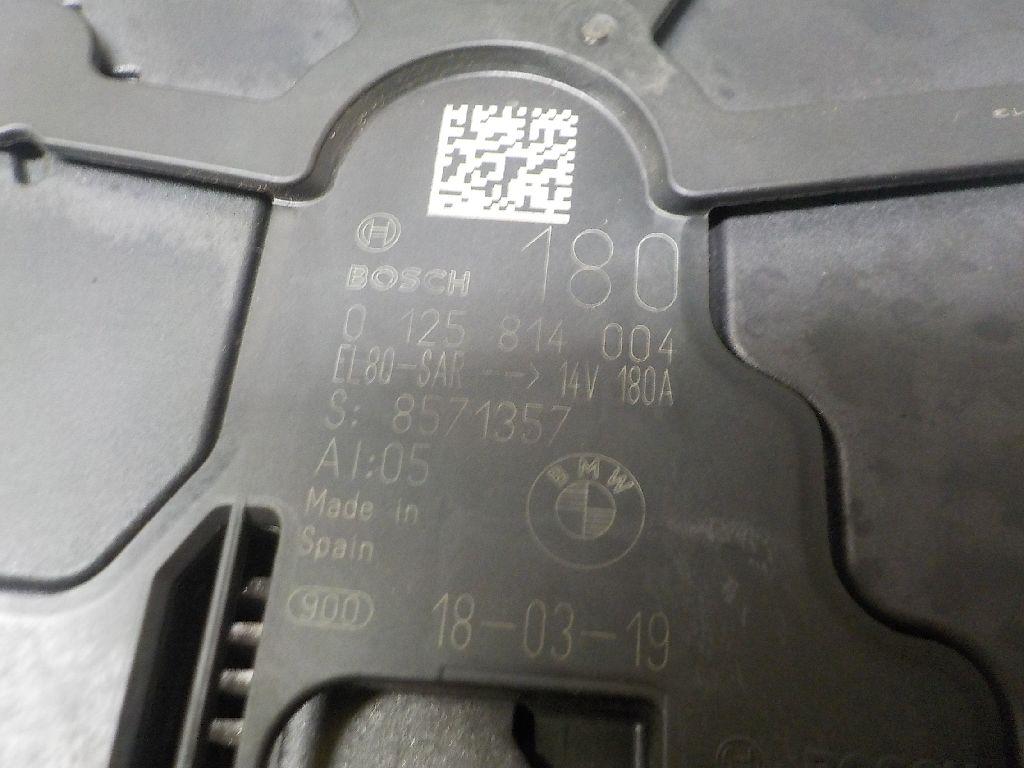 BOSCH 180
0 125 814 004
EL80-SAR --> 14V 180A
S: 8571357
AI:05
BMW
Made in
Spain
900
18-03-19